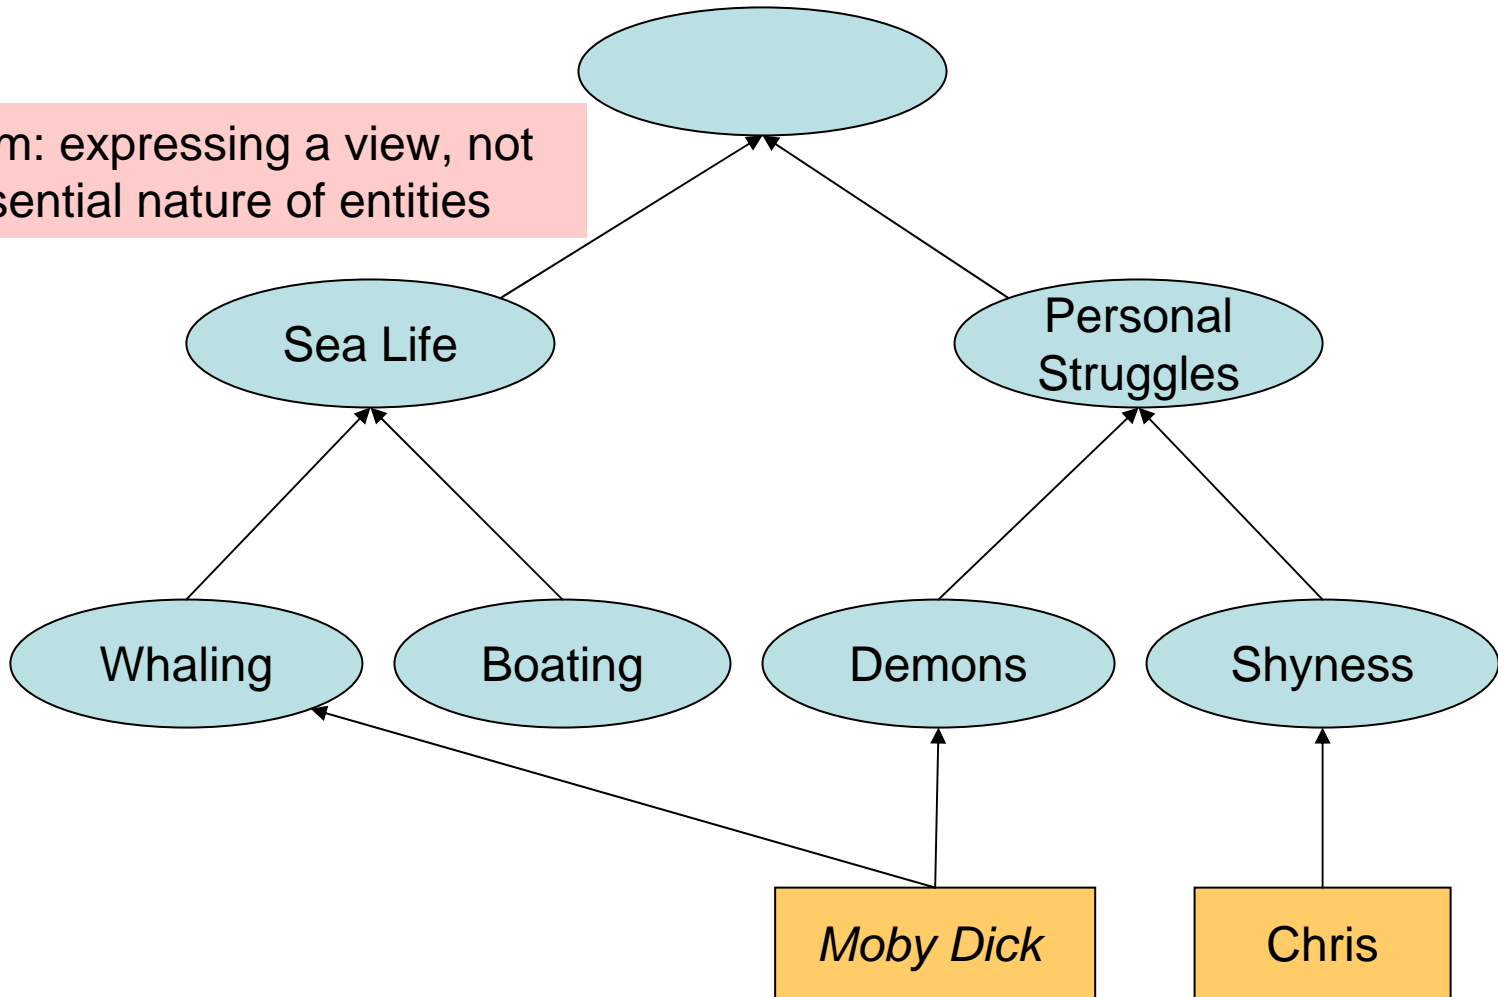 m: expressing a view, not
sential nature of entities
Sea Life
Personal
Struggles
Whaling
Boating
Demons
Shyness
Moby Dick
Chris